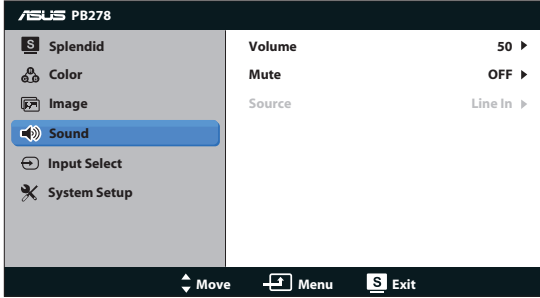 ASUS PB278
S Splendid
Color
Image
Sound
Input Select
System Setup
Volume 50
Mute OFF
Source Line In
Move Menu S Exit